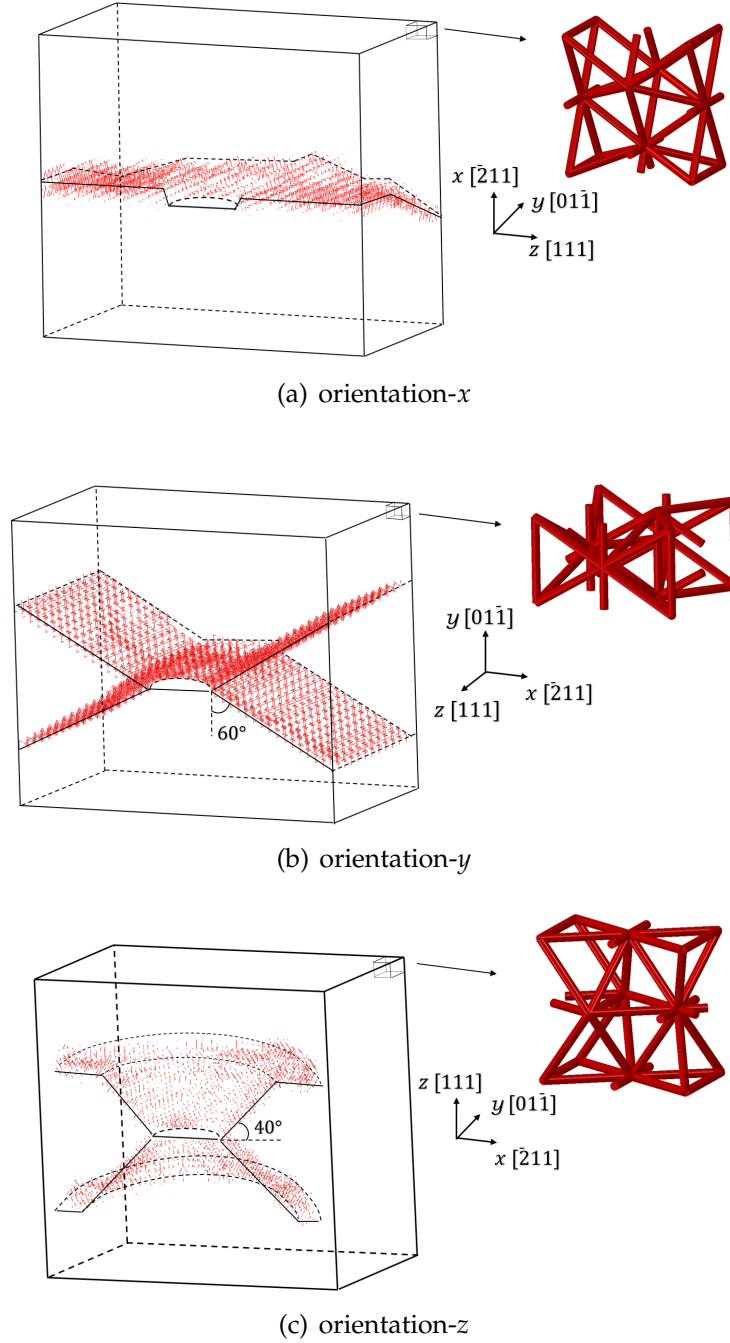 x [2̄11]
y [011̄]
z [111]
(a) orientation-x
y [011̄]
x [2̄11]
z [111]
60°
(b) orientation-y
z [111]
y [011̄]
x [2̄11]
40°
(c) orientation-z